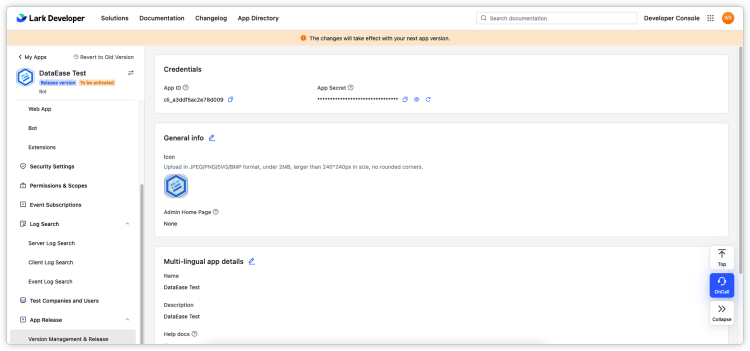 Lark Developer
Solutions
Documentation
Changelog
App Directory
Search documentation
Developer Console
WX
The changes will take effect with your next app version.
My Apps
Revert to Old Version
DataEase Test
Release version
To be activated
Bot
Web App
Bot
Extensions
Security Settings
Permissions & Scopes
Event Subscriptions
Log Search
Server Log Search
Client Log Search
Event Log Search
Test Companies and Users
App Release
Version Management & Release
Credentials
App ID
App Secret
cli_a3ddf5ac2e78d009
********************************
General info
Icon
Upload in JPEG/PNG/SVG/BMP format, under 2MB, larger than 240*240px in size, no rounded corners.
Admin Home Page
None
Multi-lingual app details
Name
DataEase Test
Description
DataEase Test
Help docs
Top
OnCall
Collapse